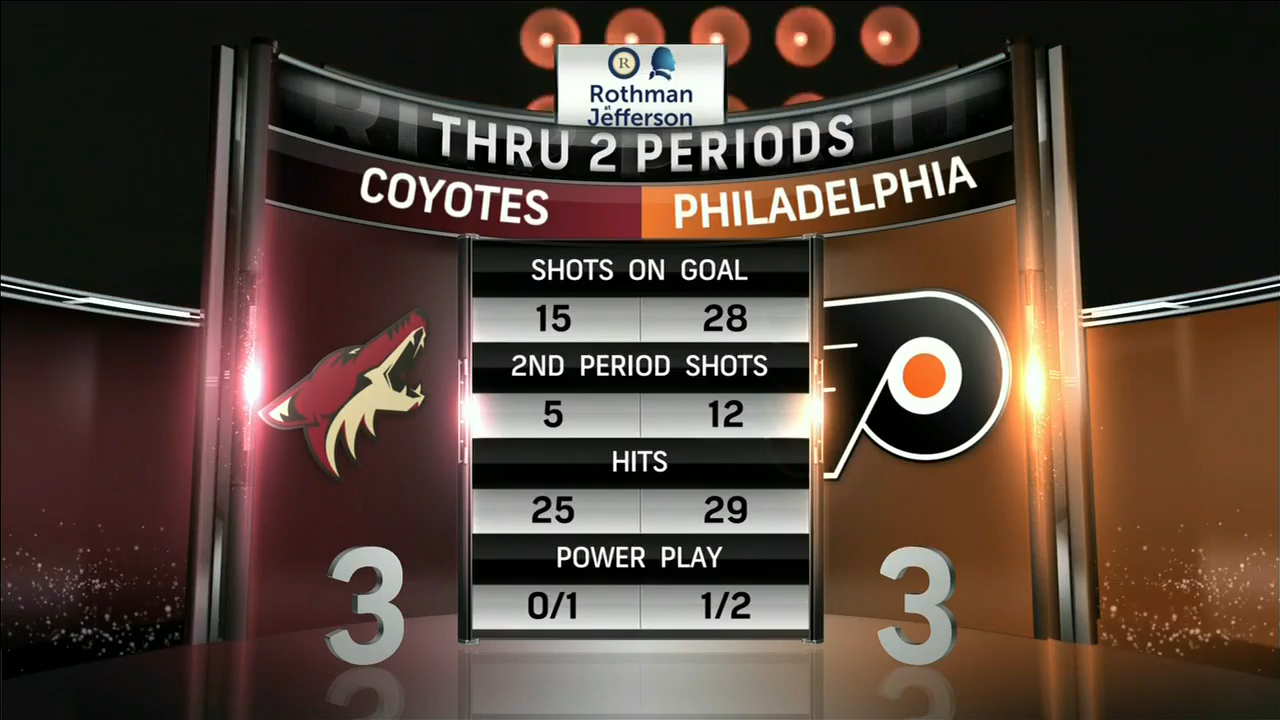 R
Rothman
at
Jefferson
THRU 2 PERIODS
COYOTES PHILADELPHIA
SHOTS ON GOAL
15 28
2ND PERIOD SHOTS
5 12
HITS
25 29
POWER PLAY
0/1 1/2
3 3